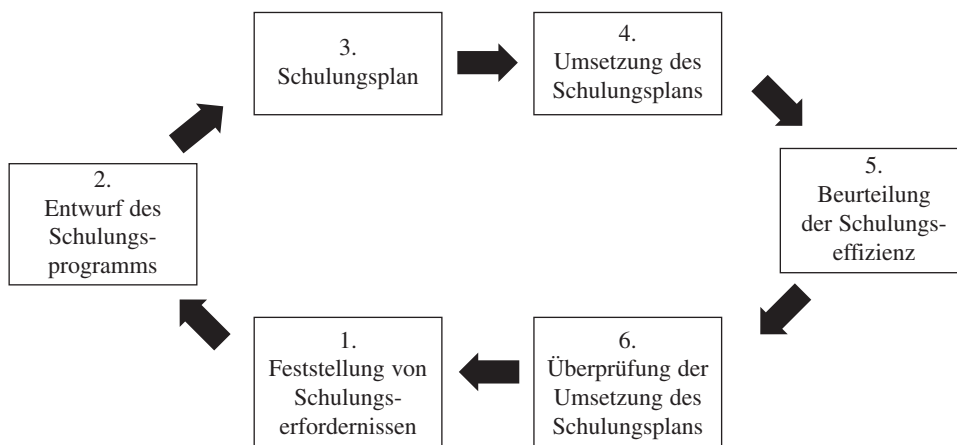 3.
Schulungsplan
4.
Umsetzung des
Schulungsplans
2.
Entwurf des
Schulungs-
programms
5.
Beurteilung
der Schulungs-
effizienz
1.
Feststellung von
Schulungs-
erfordernissen
6.
Überprüfung der
Umsetzung des
Schulungsplans